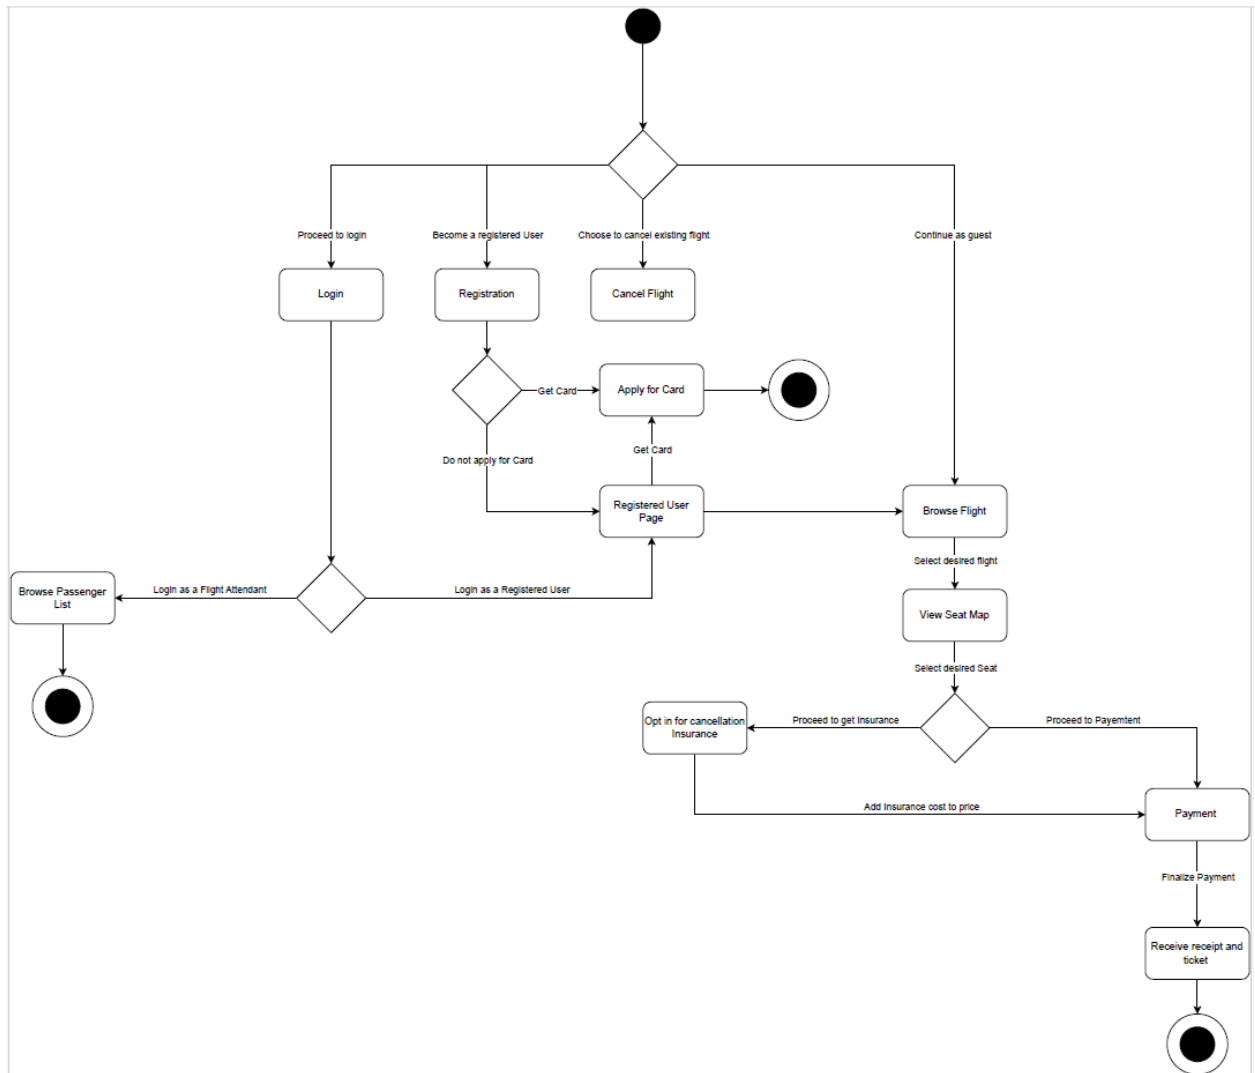 Proceed to login
Become a registered User
Choose to cancel existing flight
Continue as guest
Login
Registration
Cancel Flight
Get Card
Apply for Card
Get Card
Do not apply for Card
Registered User
Page
Browse Flight
Select desired flight
Browse Passenger
List
Login as a Flight Attendant
Login as a Registered User
View Seat Map
Select desired Seat
Opt in for cancellation
Insurance
Proceed to get Insurance
Proceed to Payemtent
Add Insurance cost to price
Payment
Finalize Payment
Receive receipt and
ticket